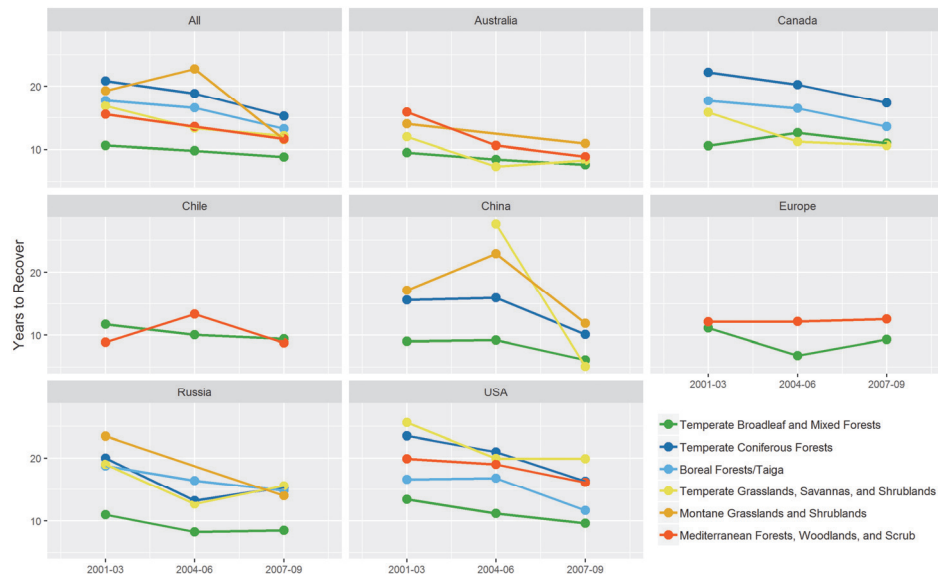 All
Australia
Canada
20
10
Chile
China
Europe
Years to Recover
20
10
2001-03
2004-06
2007-09
Russia
USA
20
10
2001-03
2004-06
2007-09
2001-03
2004-06
2007-09
Temperate Broadleaf and Mixed Forests
Temperate Coniferous Forests
Boreal Forests/Taiga
Temperate Grasslands, Savannas, and Shrublands
Montane Grasslands and Shrublands
Mediterranean Forests, Woodlands, and Scrub